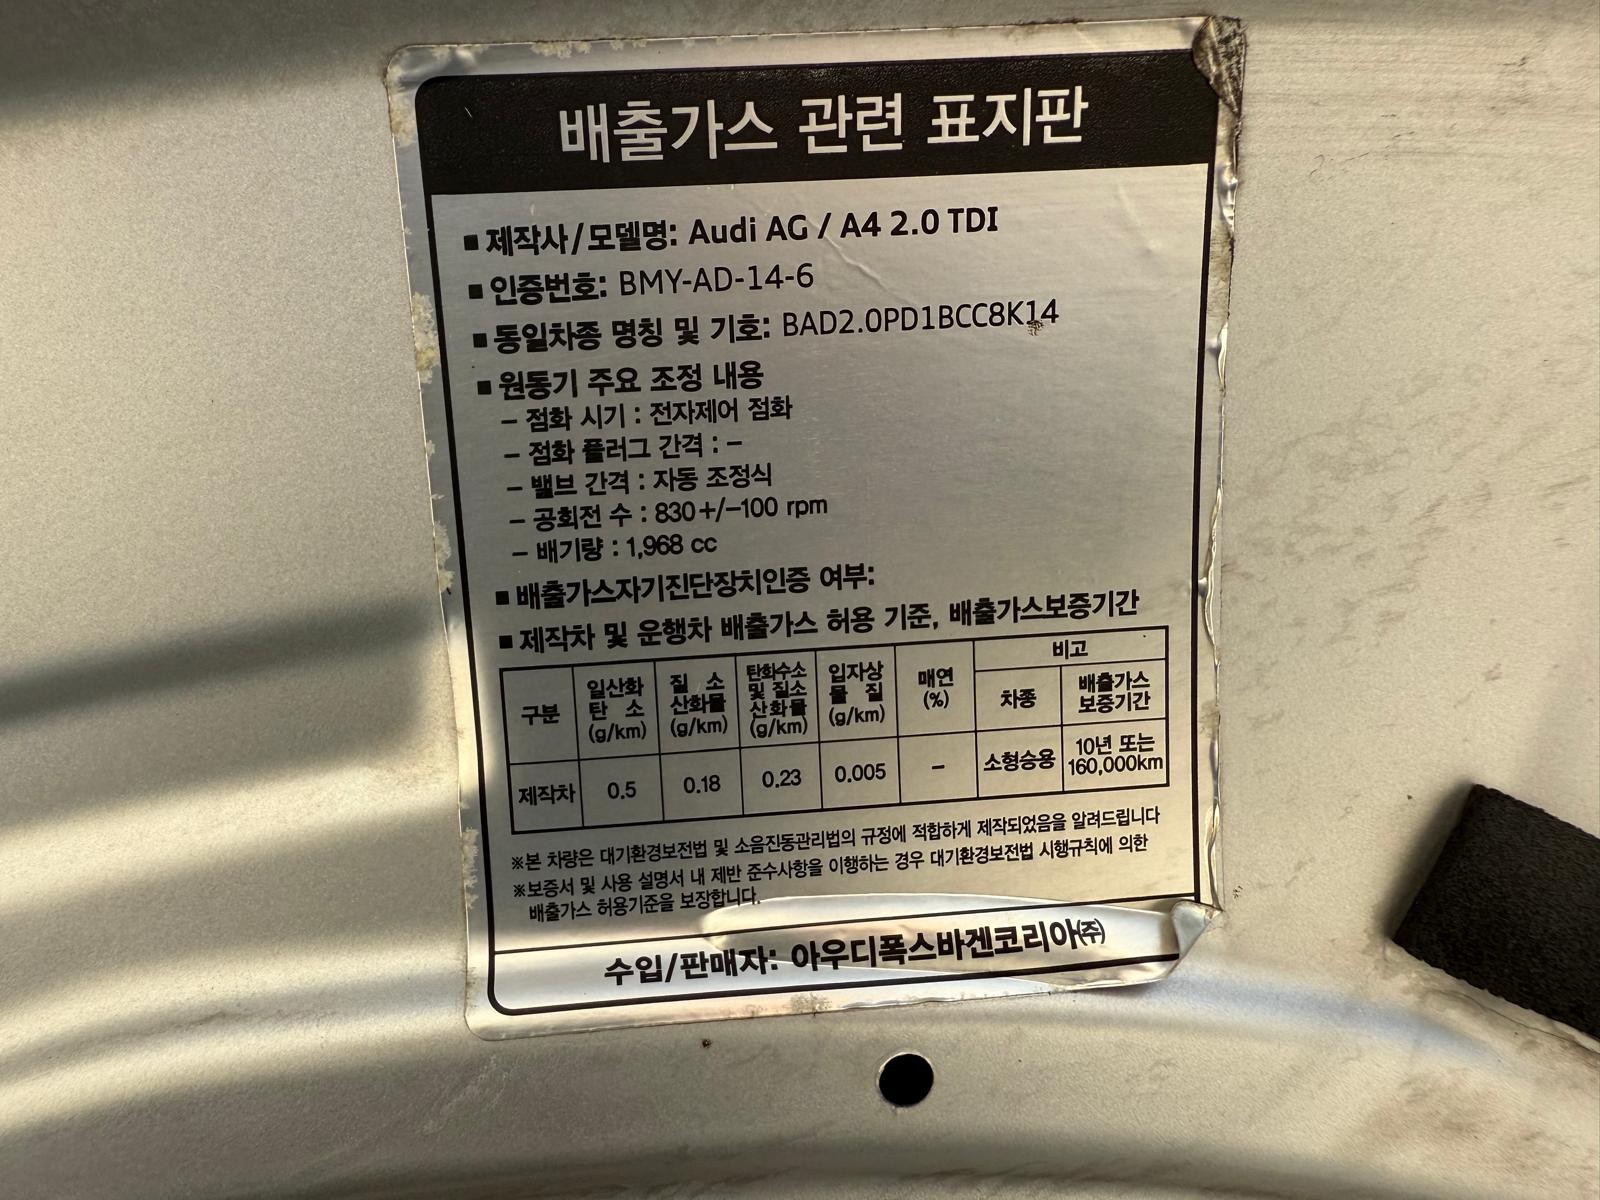 배출가스 관련 표지판
■ 제작사/모델명: Audi AG / A4 2.0 TDI
■ 인증번호: BMY-AD-14-6
■ 동일차종 명칭 및 기호: BAD2.0PD1BCC8K14
■ 원동기 주요 조정 내용
– 점화 시기 : 전자제어 점화
– 점화 플러그 간격 : –
– 밸브 간격 : 자동 조정식
– 공회전 수 : 830+/–100 rpm
– 배기량 : 1,968 cc
■ 배출가스자기진단장치인증 여부:
■ 제작차 및 운행차 배출가스 허용 기준, 배출가스보증기간
구분 일산화탄소 (g/km) 질소산화물 (g/km) 탄화수소 및 질소산화물 (g/km) 입자상물질 (g/km) 매연 (%) 비고
차종 배출가스 보증기간
제작차 0.5 0.18 0.23 0.005 – 소형승용 10년 또는 160,000km
※본 차량은 대기환경보전법 및 소음진동관리법의 규정에 적합하게 제작되었음을 알려드립니다
※보증서 및 사용 설명서 내 제반 준수사항을 이행하는 경우 대기환경보전법 시행규칙에 의한
배출가스 허용기준을 보장합니다.
수입/판매자: 아우디폭스바겐코리아㈜